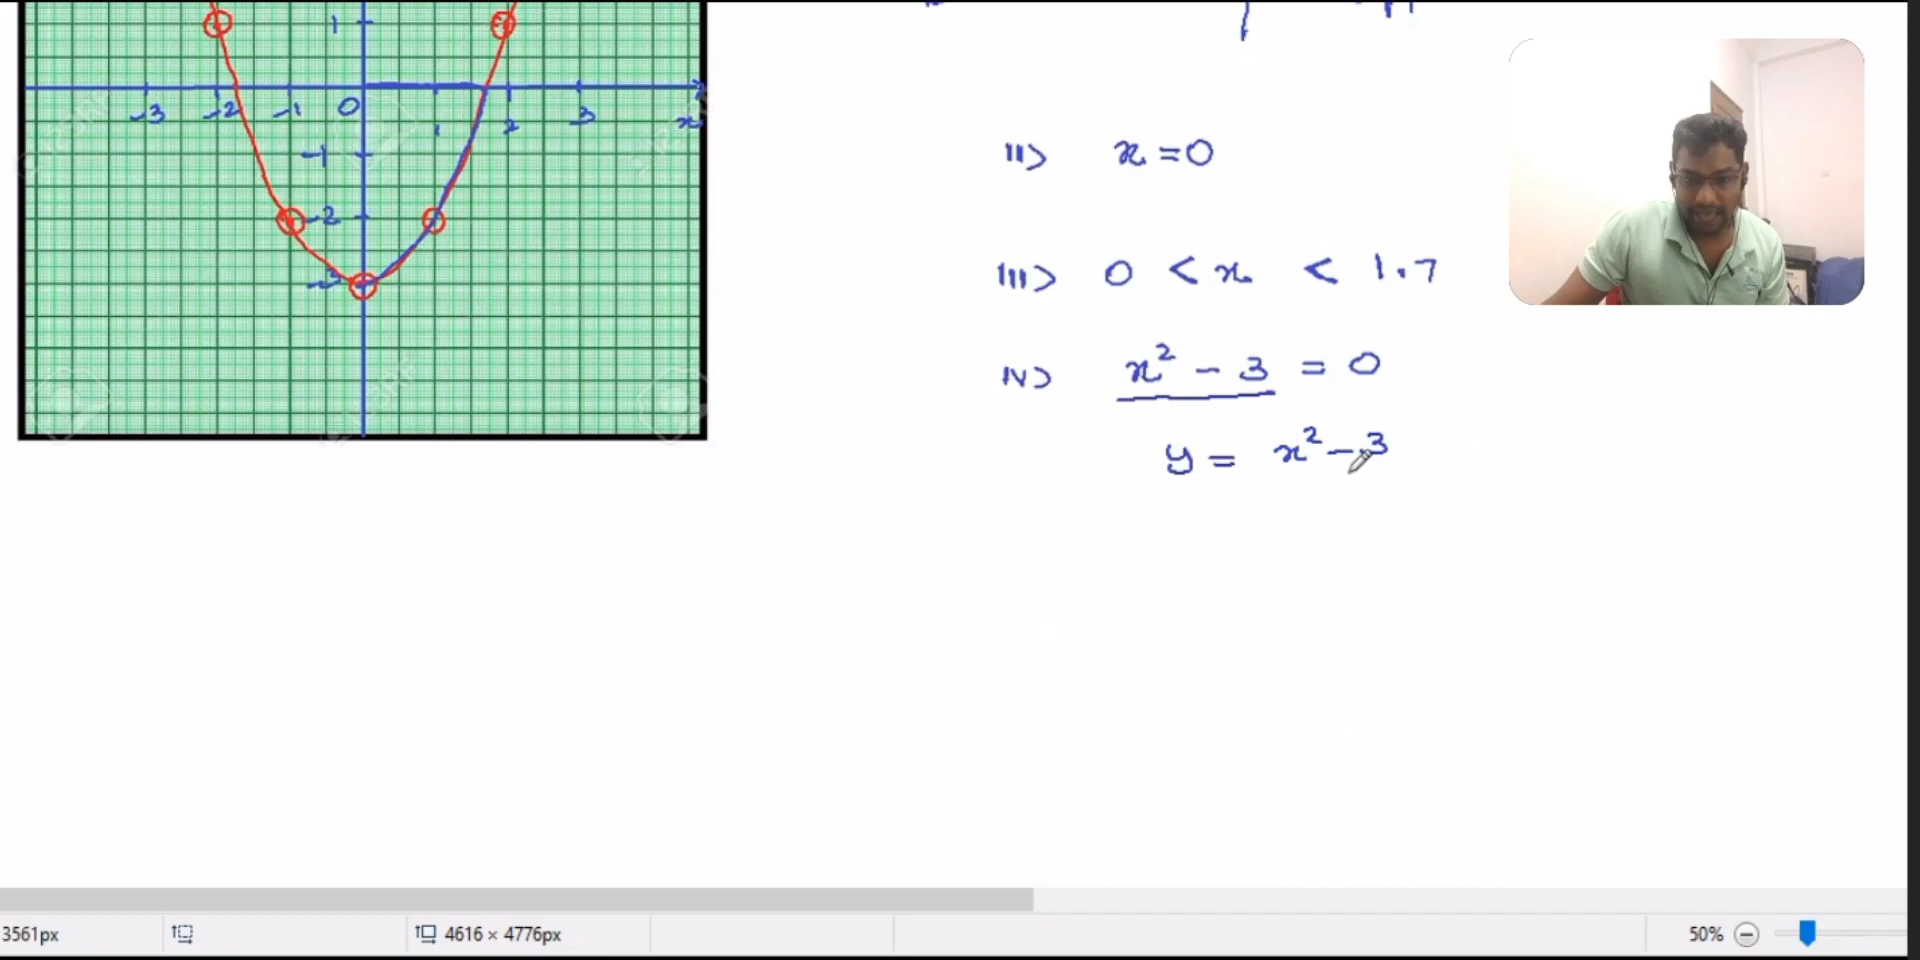 1
-3 -2 -1 0 1 2 3 x
-1
-2
-3
II> x = 0
III> 0 < x < 1.7
IV> x² - 3 = 0
y = x² - 3
3561px 4616 × 4776px 50%